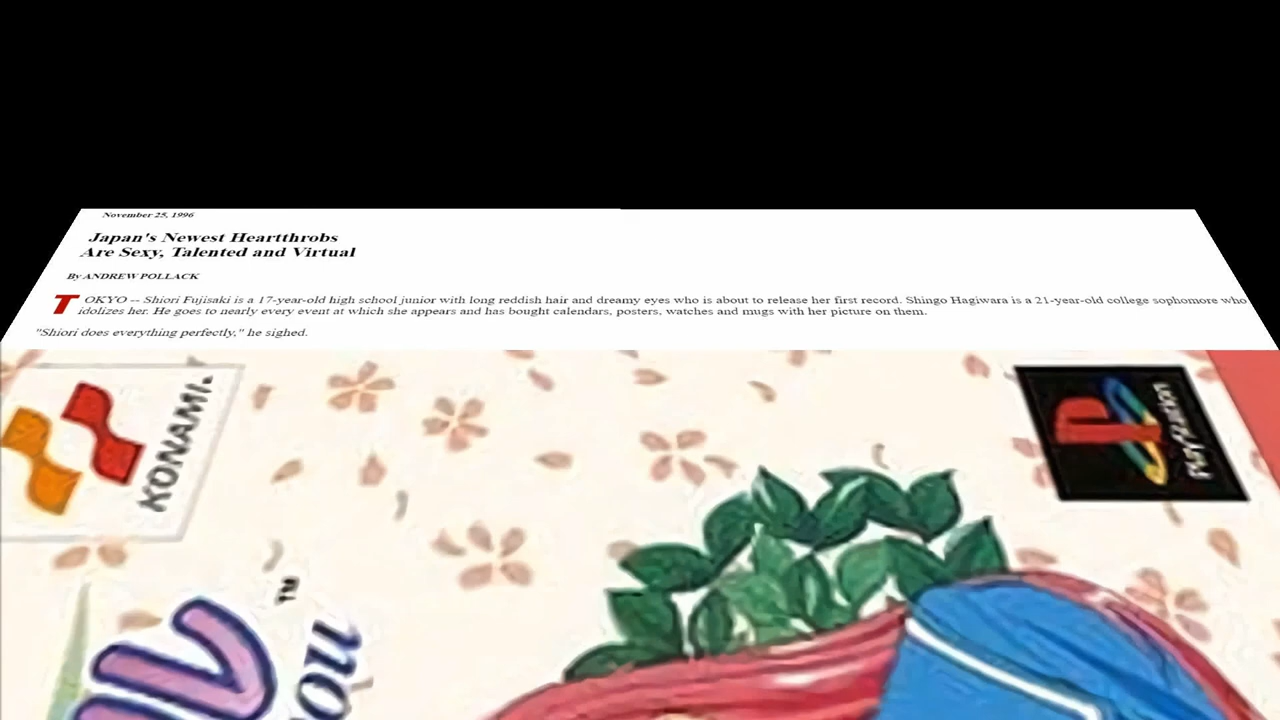 November 25, 1996
Japan's Newest Heartthrobs
Are Sexy, Talented and Virtual
By ANDREW POLLACK
TOKYO -- Shiori Fujisaki is a 17-year-old high school junior with long reddish hair and dreamy eyes who is about to release her first record. Shingo Hagiwara is a 21-year-old college sophomore who
idolizes her. He goes to nearly every event at which she appears and has bought calendars, posters, watches and mugs with her picture on them.
"Shiori does everything perfectly," he sighed.
KONAMI
PlayStation
TM
you